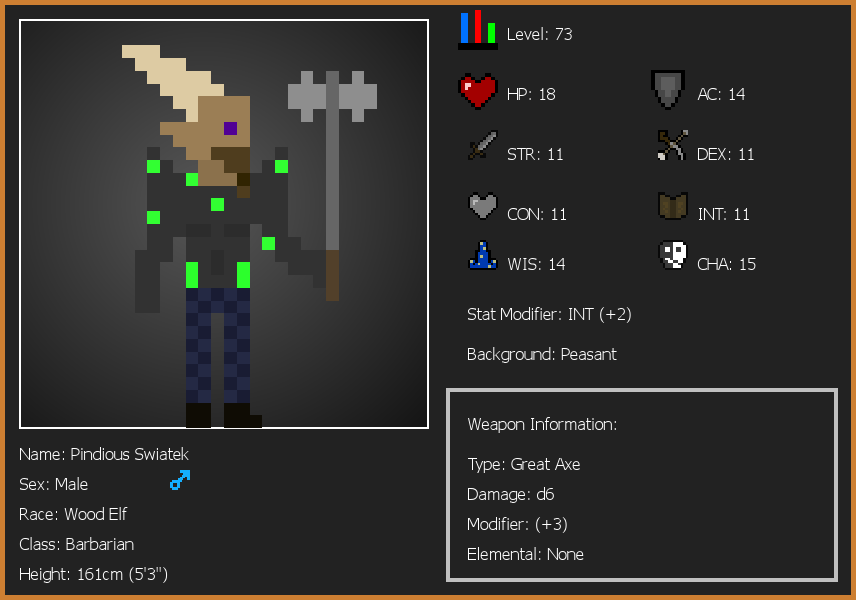 Level: 73
HP: 18
AC: 14
STR: 11
DEX: 11
CON: 11
INT: 11
WIS: 14
CHA: 15
Stat Modifier: INT (+2)
Background: Peasant
Weapon Information:
Type: Great Axe
Damage: d6
Modifier: (+3)
Elemental: None
Name: Pindious Swiatek
Sex: Male
Race: Wood Elf
Class: Barbarian
Height: 161cm (5'3")